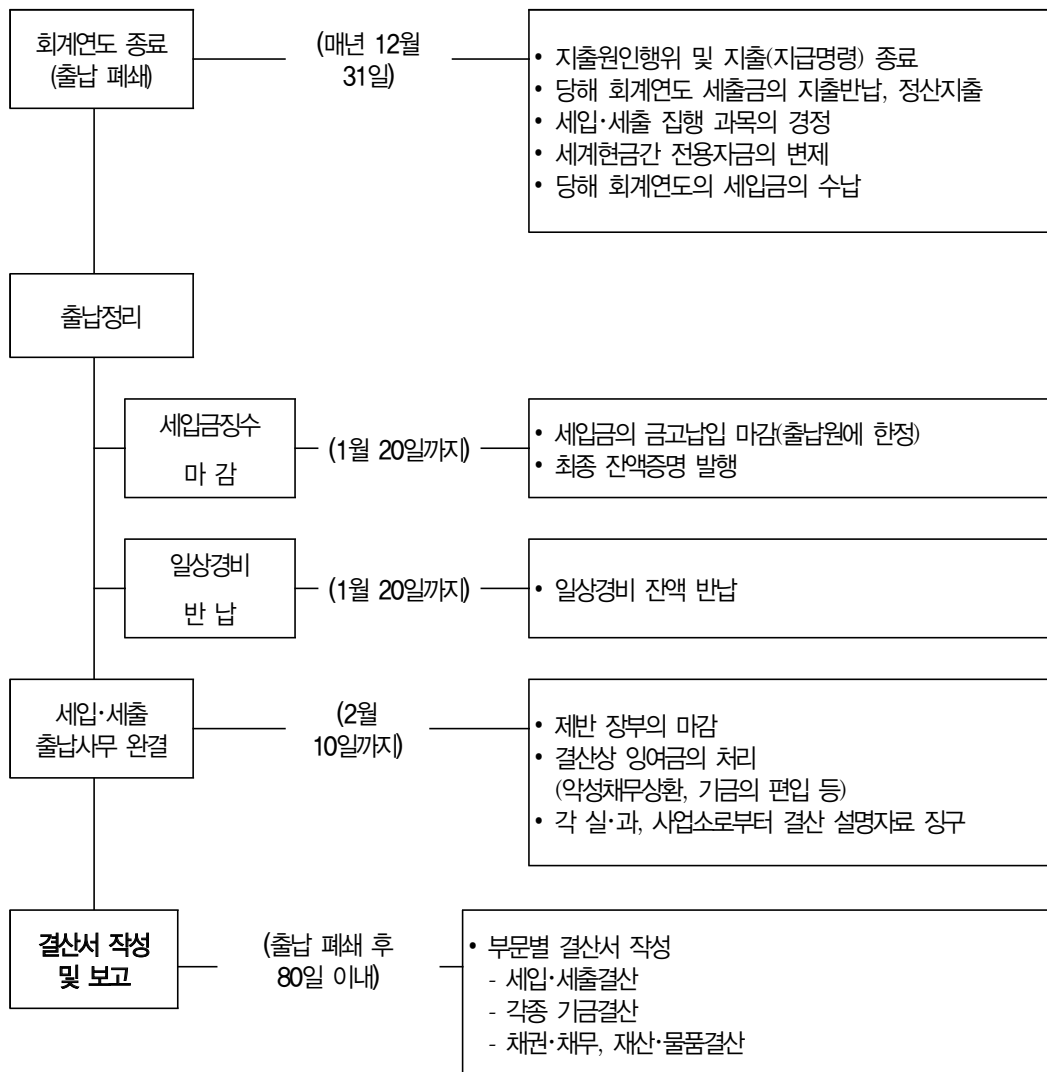 회계연도 종료
(출납 폐쇄)
(매년 12월
31일)
• 지출원인행위 및 지출(지급명령) 종료
• 당해 회계연도 세출금의 지출반납, 정산지출
• 세입·세출 집행 과목의 경정
• 세계현금간 전용자금의 변제
• 당해 회계연도의 세입금의 수납
출납정리
세입금징수
마 감
(1월 20일까지)
• 세입금의 금고납입 마감(출납원에 한정)
• 최종 잔액증명 발행
일상경비
반 납
(1월 20일까지)
• 일상경비 잔액 반납
세입·세출
출납사무 완결
(2월
10일까지)
• 제반 장부의 마감
• 결산상 잉여금의 처리
(악성채무상환, 기금의 편입 등)
• 각 실·과, 사업소로부터 결산 설명자료 징구
결산서 작성
및 보고
(출납 폐쇄 후
80일 이내)
• 부문별 결산서 작성
- 세입·세출결산
- 각종 기금결산
- 채권·채무, 재산·물품결산